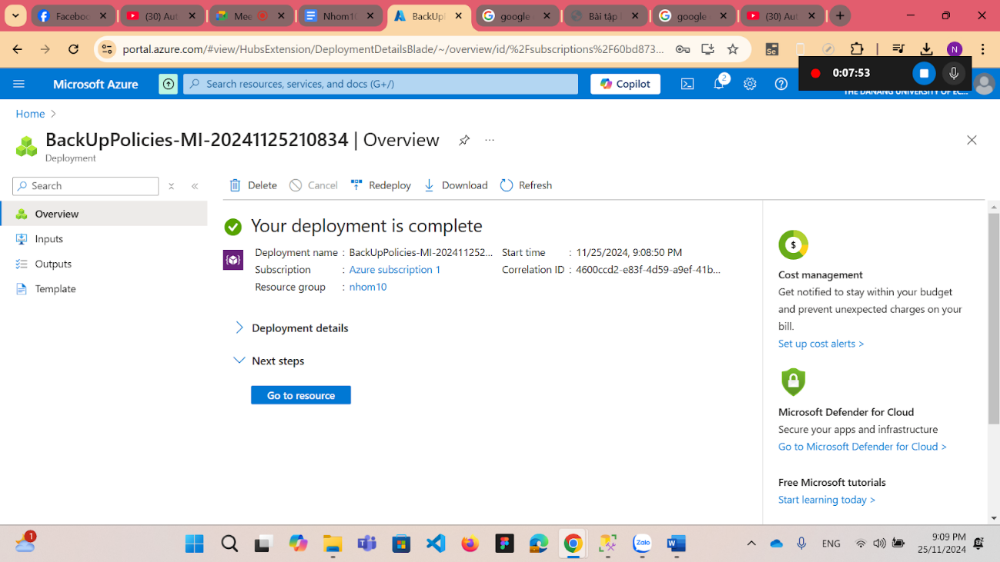 Faceboo
(30) Aut
Mee
Nhom10
BackUp
google
Bài tập
google
(30) Aut
portal.azure.com/#view/HubsExtension/DeploymentDetailsBlade/~/overview/id/%2Fsubscriptions%2F60bd873...
Se
N
Microsoft Azure
Search resources, services, and docs (G+/)
Copilot
2
0:07:53
THE DANANG UNIVERSITY OF EC...
Home
BackUpPolicies-MI-20241125210834 | Overview
Deployment
Search
Delete
Cancel
Redeploy
Download
Refresh
Overview
Inputs
Outputs
Template
Your deployment is complete
Deployment name : BackUpPolicies-MI-202411252...
Subscription : Azure subscription 1
Resource group : nhom10
Start time : 11/25/2024, 9:08:50 PM
Correlation ID : 4600ccd2-e83f-4d59-a9ef-41b...
Deployment details
Next steps
Go to resource
$
Cost management
Get notified to stay within your budget
and prevent unexpected charges on your
bill.
Set up cost alerts >
Microsoft Defender for Cloud
Secure your apps and infrastructure
Go to Microsoft Defender for Cloud >
Free Microsoft tutorials
Start learning today >
1
Zalo
W
ENG
9:09 PM
25/11/2024